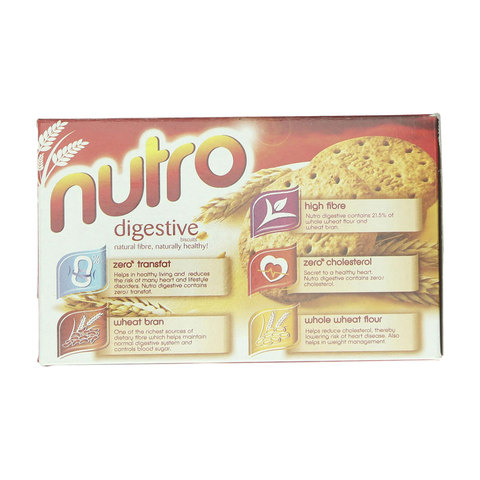 nutro
digestive
biscuits
natural fibre, naturally healthy!
high fibre
Nutro digestive contains 21.5% of
whole wheat flour and
wheat bran.
zero* transfat
Helps in healthy living and reduces
the risk of many heart and lifestyle
disorders. Nutro digestive contains
zero/ transfat.
zero* cholesterol
Secret to a healthy heart.
Nutro digestive contains zero/
cholesterol.
wheat bran
One of the richest sources of
dietary fibre which helps maintain
normal digestive system and
controls blood sugar.
whole wheat flour
Helps reduce cholesterol, thereby
lowering risk of heart disease. Also
helps in weight management.